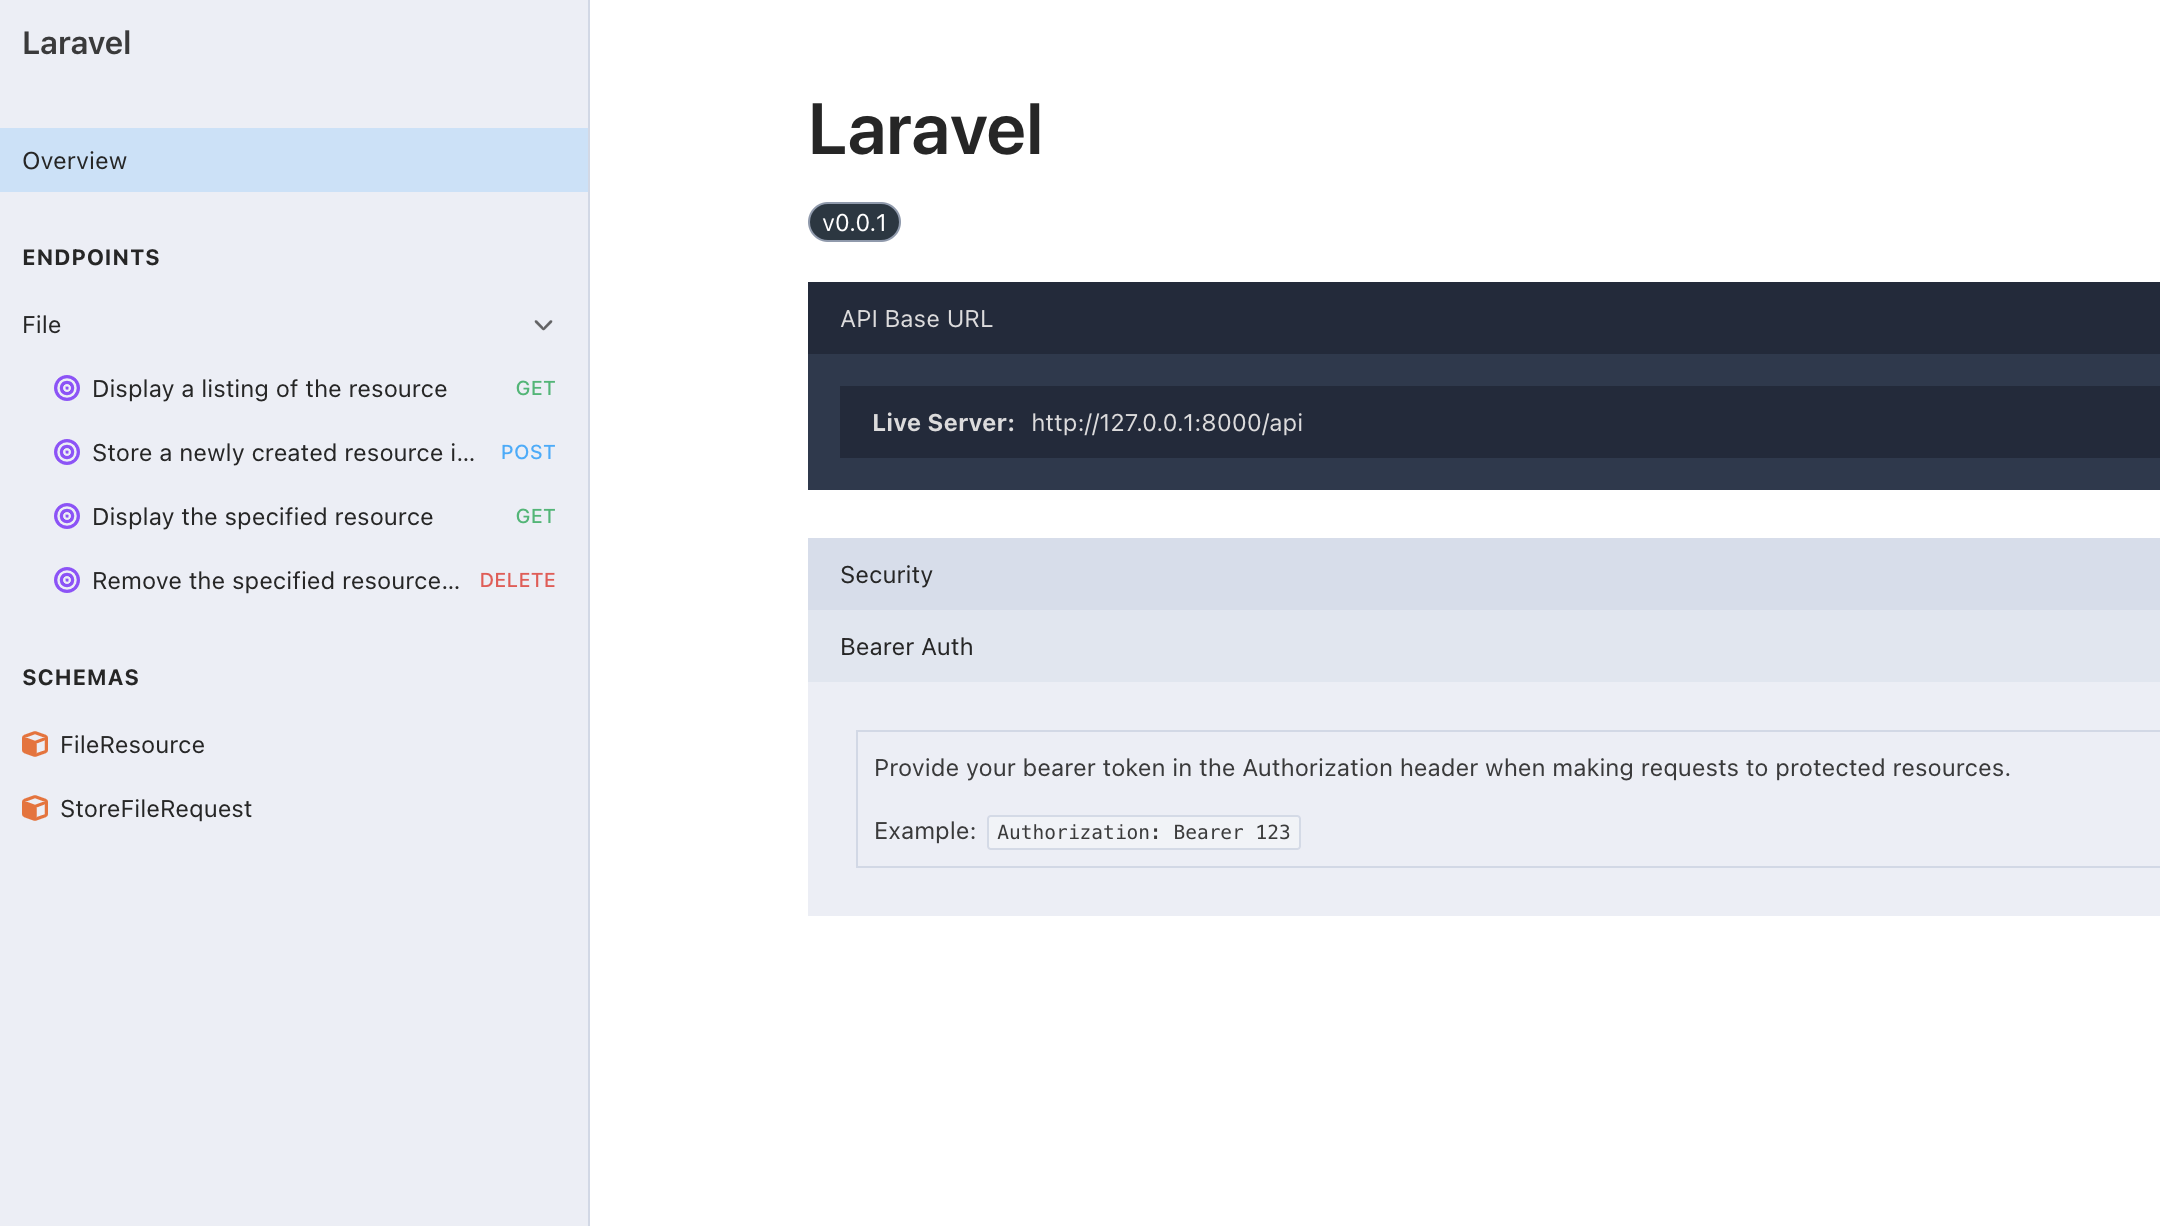 Laravel
Overview
ENDPOINTS
File
Display a listing of the resource GET
Store a newly created resource i... POST
Display the specified resource GET
Remove the specified resource... DELETE
SCHEMAS
FileResource
StoreFileRequest
Laravel
v0.0.1
API Base URL
Live Server: http://127.0.0.1:8000/api
Security
Bearer Auth
Provide your bearer token in the Authorization header when making requests to protected resources.
Example: Authorization: Bearer 123